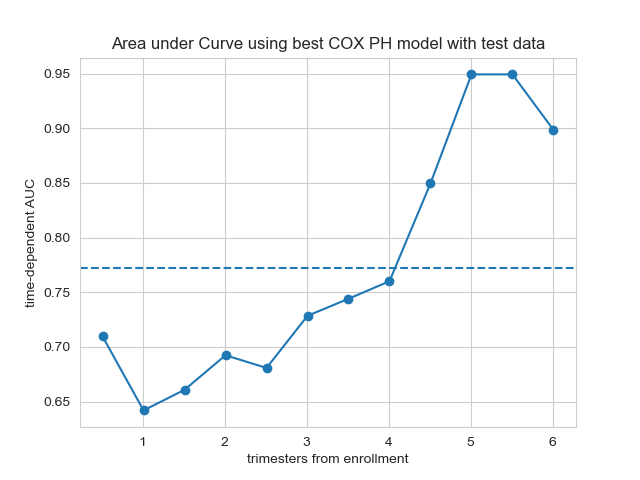 Area under Curve using best COX PH model with test data
time-dependent AUC
0.95
0.90
0.85
0.80
0.75
0.70
0.65
1 2 3 4 5 6
trimesters from enrollment